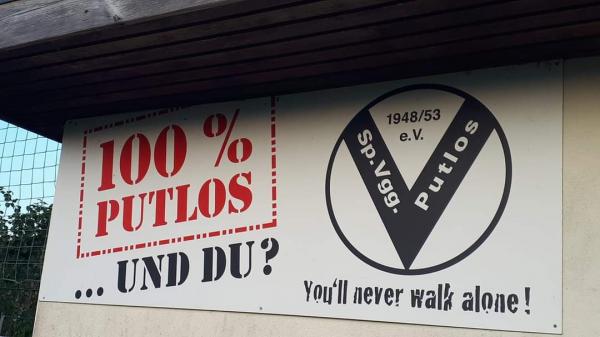 100 %
PUTLOS
... UND DU?
1948/53
e.V.
Sp.Vgg.
Putlos
You'll never walk alone!